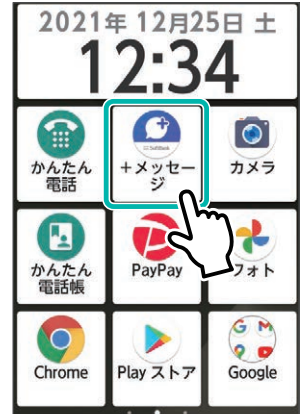 2021年 12月25日 土
12:34
かんたん
電話
+メッセー
ジ
カメラ
かんたん
電話帳
PayPay
フォト
Chrome
Play ストア
Google